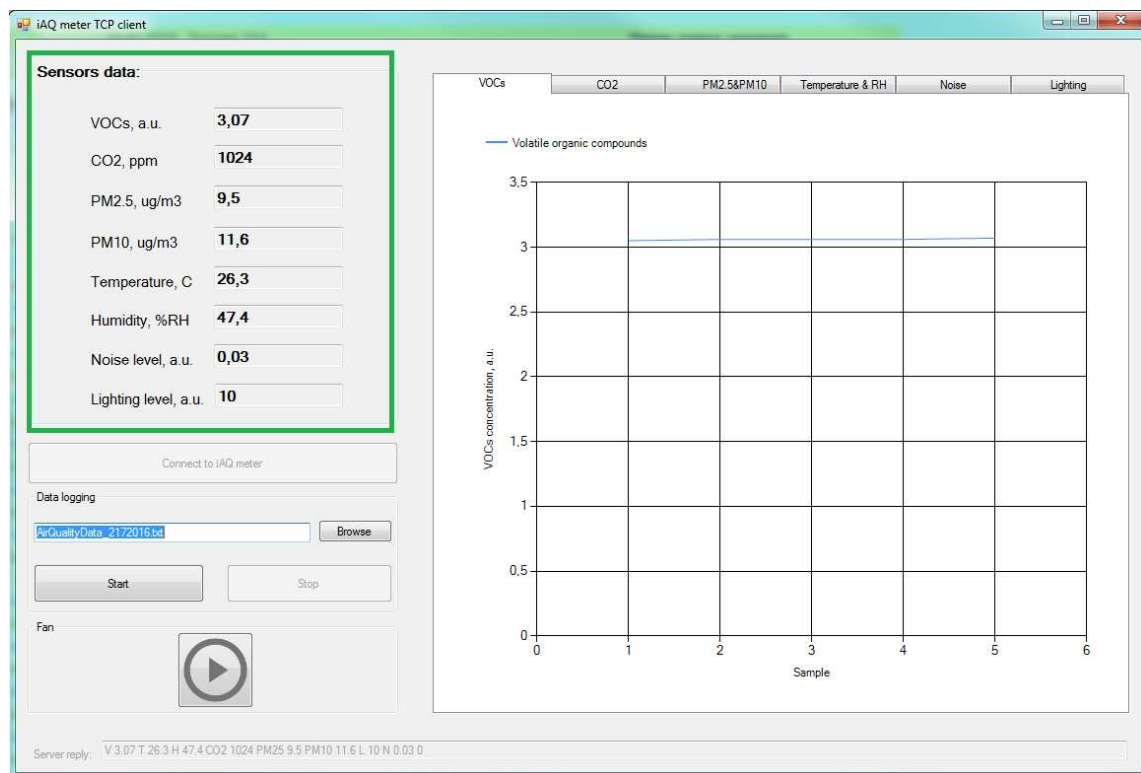 iAQ meter TCP client
Sensors data:
VOCs, a.u. 3,07
CO2, ppm 1024
PM2.5, ug/m3 9,5
PM10, ug/m3 11,6
Temperature, C 26,3
Humidity, %RH 47,4
Noise level, a.u. 0,03
Lighting level, a.u. 10
Connect to iAQ meter
Data logging
AirQualityData_2172016.txt Browse
Start Stop
Fan
Server reply: V 3.07 T 26.3 H 47.4 CO2 1024 PM25 9.5 PM10 11.6 L 10 N 0.03 0
VOCs CO2 PM2.5&PM10 Temperature & RH Noise Lighting
Volatile organic compounds
3,5
3
2,5
2
1,5
1
0,5
0
VOCs concentration, a.u.
0 1 2 3 4 5 6
Sample